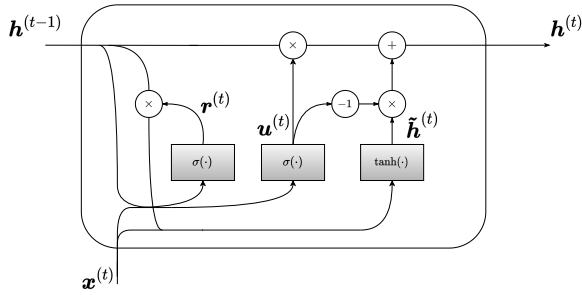 h^(t−1)
h^(t)
× +
× r^(t) -1 ×
u^(t) h̃^(t)
σ(·) σ(·) tanh(·)
x^(t)